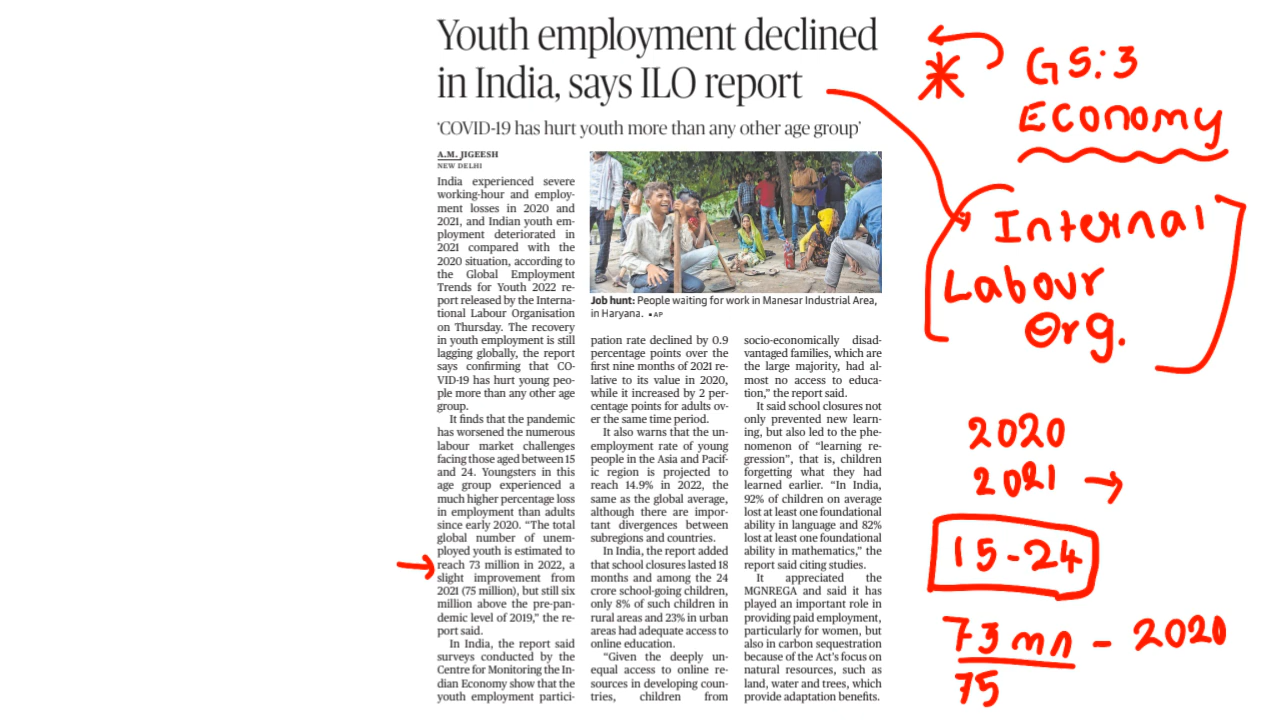 Youth employment declined
in India, says ILO report
‘COVID-19 has hurt youth more than any other age group’
A.M. JIGEESH
NEW DELHI
India experienced severe
working-hour and employ-
ment losses in 2020 and
2021, and Indian youth em-
ployment deteriorated in
2021 compared with the
2020 situation, according to
the Global Employment
Trends for Youth 2022 re-
port released by the Interna-
tional Labour Organisation
on Thursday. The recovery
in youth employment is still
lagging globally, the report
says confirming that CO-
VID-19 has hurt young peo-
ple more than any other age
group.
It finds that the pandemic
has worsened the numerous
labour market challenges
facing those aged between 15
and 24. Youngsters in this
age group experienced a
much higher percentage loss
in employment than adults
since early 2020. “The total
global number of unem-
ployed youth is estimated to
reach 73 million in 2022, a
slight improvement from
2021 (75 million), but still six
million above the pre-pan-
demic level of 2019,” the re-
port said.
In India, the report said
surveys conducted by the
Centre for Monitoring the In-
dian Economy show that the
youth employment partici-
Job hunt: People waiting for work in Manesar Industrial Area,
in Haryana. ▪ AP
pation rate declined by 0.9
percentage points over the
first nine months of 2021 re-
lative to its value in 2020,
while it increased by 2 per-
centage points for adults ov-
er the same time period.
It also warns that the un-
employment rate of young
people in the Asia and Pacif-
ic region is projected to
reach 14.9% in 2022, the
same as the global average,
although there are impor-
tant divergences between
subregions and countries.
In India, the report added
that school closures lasted 18
months and among the 24
crore school-going children,
only 8% of such children in
rural areas and 23% in urban
areas had adequate access to
online education.
“Given the deeply un-
equal access to online re-
sources in developing coun-
tries, children from
socio-economically disad-
vantaged families, which are
the large majority, had al-
most no access to educa-
tion,” the report said.
It said school closures not
only prevented new learn-
ing, but also led to the phe-
nomenon of “learning re-
gression”, that is, children
forgetting what they had
learned earlier. “In India,
92% of children on average
lost at least one foundational
ability in language and 82%
lost at least one foundational
ability in mathematics,” the
report said citing studies.
It appreciated the
MGNREGA and said it has
played an important role in
providing paid employment,
particularly for women, but
also in carbon sequestration
because of the Act’s focus on
natural resources, such as
land, water and trees, which
provide adaptation benefits.
GS:3
Economy
Internal
Labour
Org.
2020
2021 →
15-24
73 mn - 2020
75